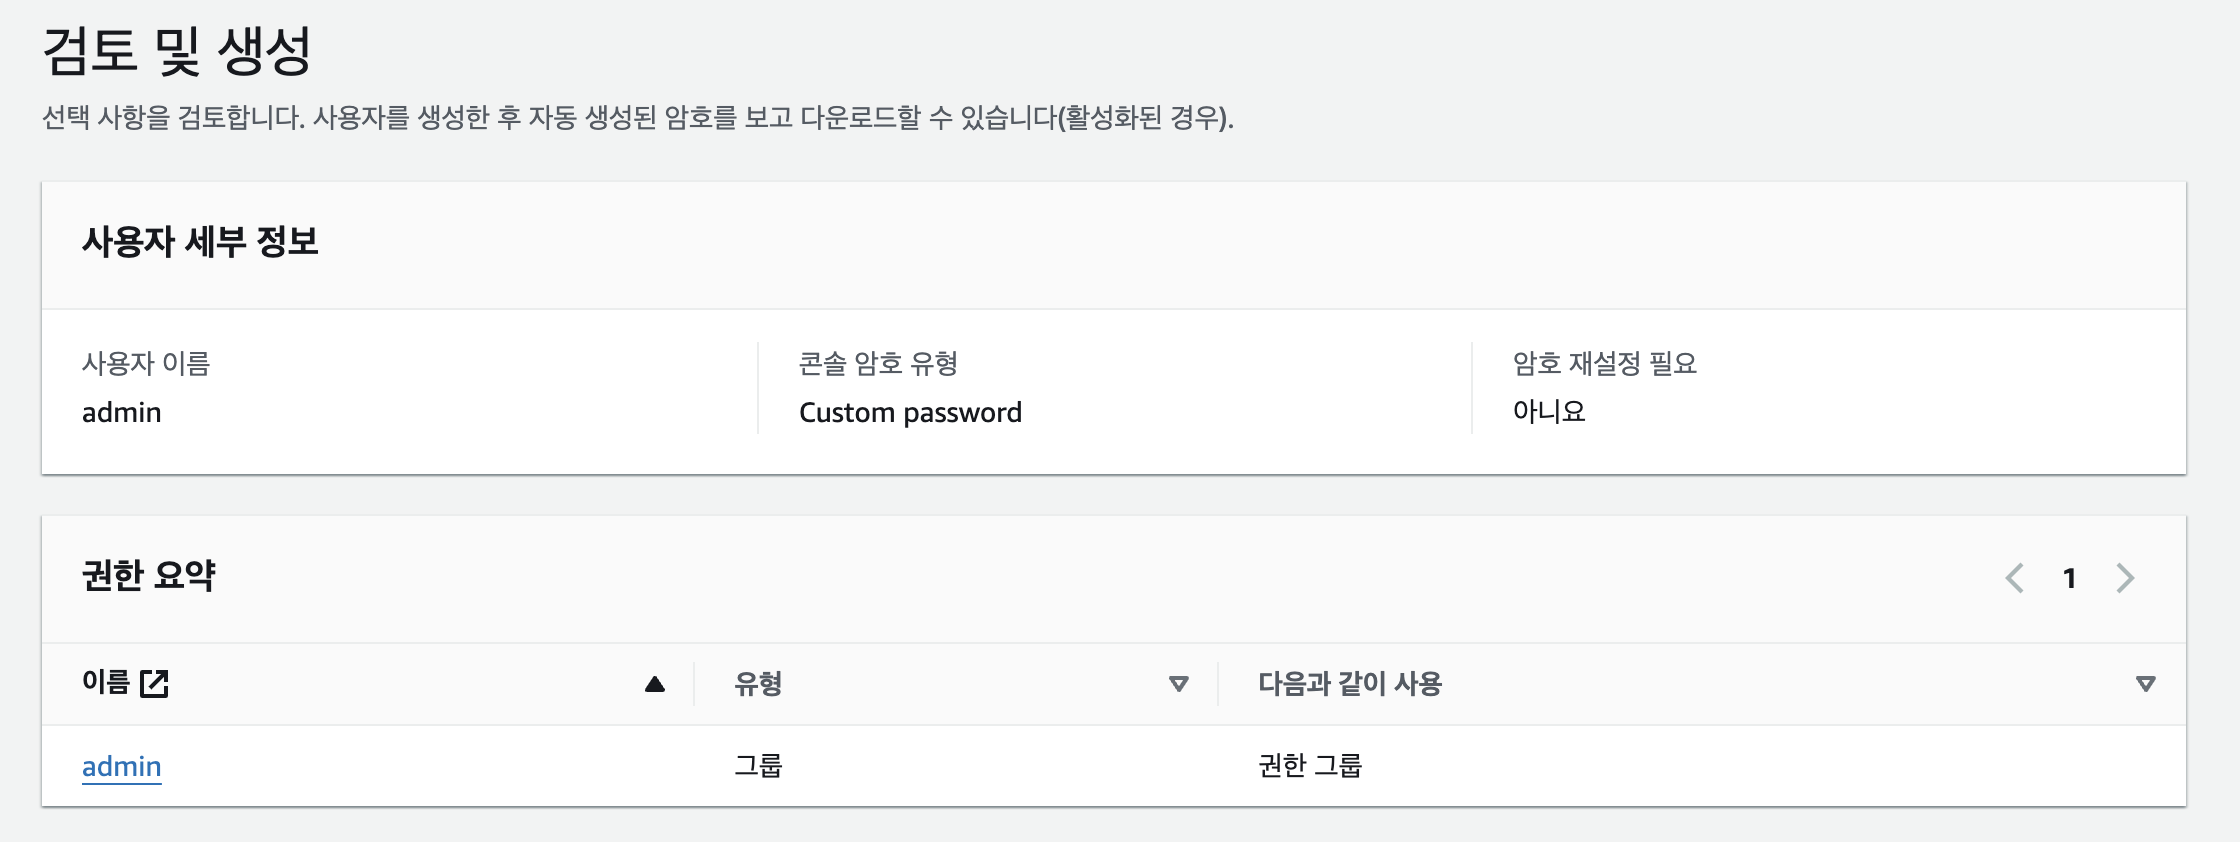 검토 및 생성
선택 사항을 검토합니다. 사용자를 생성한 후 자동 생성된 암호를 보고 다운로드할 수 있습니다(활성화된 경우).
사용자 세부 정보
사용자 이름
admin
콘솔 암호 유형
Custom password
암호 재설정 필요
아니요
권한 요약
1
이름
유형
다음과 같이 사용
admin
그룹
권한 그룹